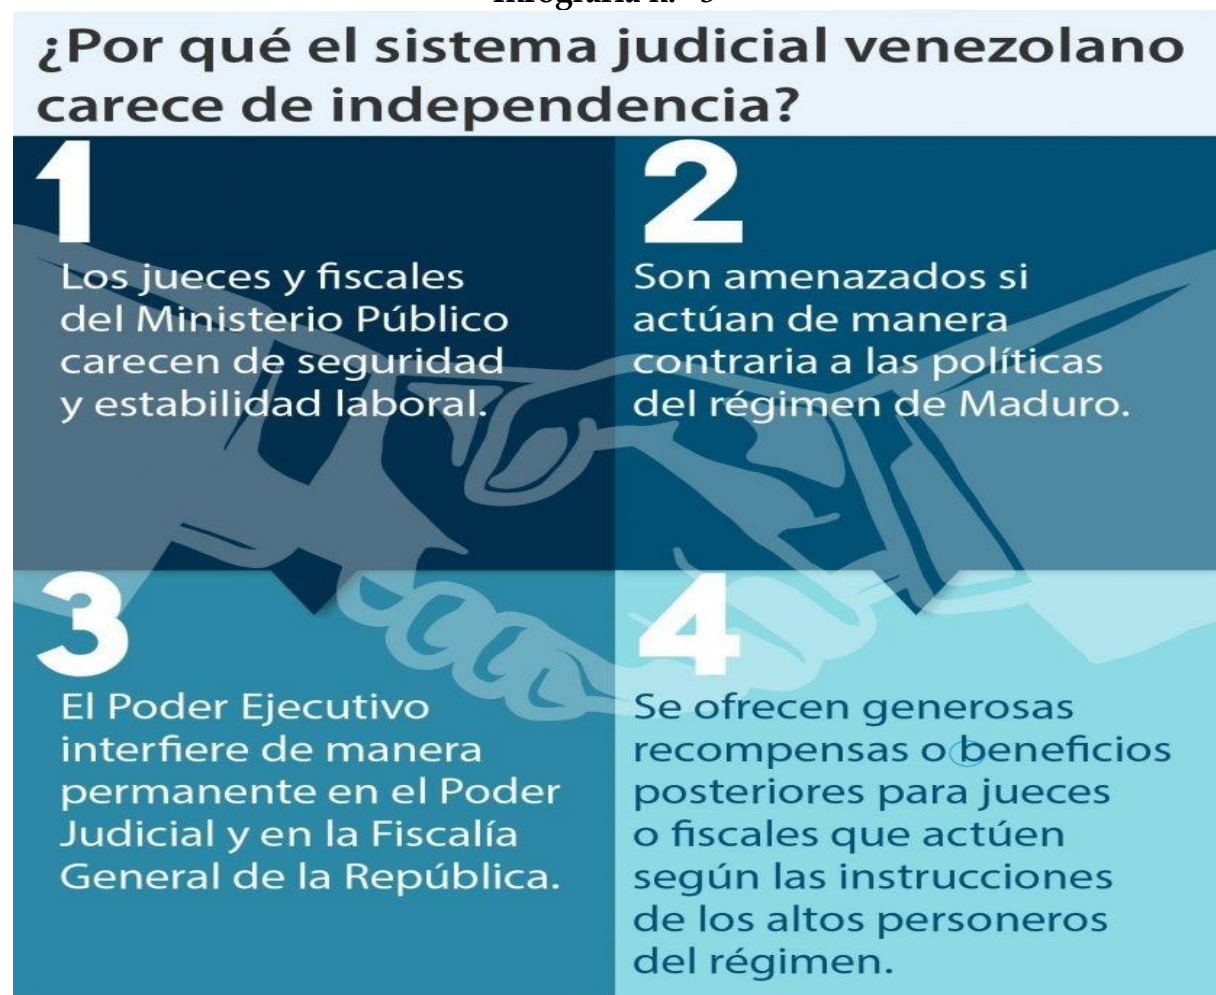 ¿Por qué el sistema judicial venezolano
carece de independencia?
1
Los jueces y fiscales
del Ministerio Público
carecen de seguridad
y estabilidad laboral.
2
Son amenazados si
actúan de manera
contraria a las políticas
del régimen de Maduro.
3
El Poder Ejecutivo
interfiere de manera
permanente en el Poder
Judicial y en la Fiscalía
General de la República.
4
Se ofrecen generosas
recompensas o beneficios
posteriores para jueces
o fiscales que actúen
según las instrucciones
de los altos personeros
del régimen.